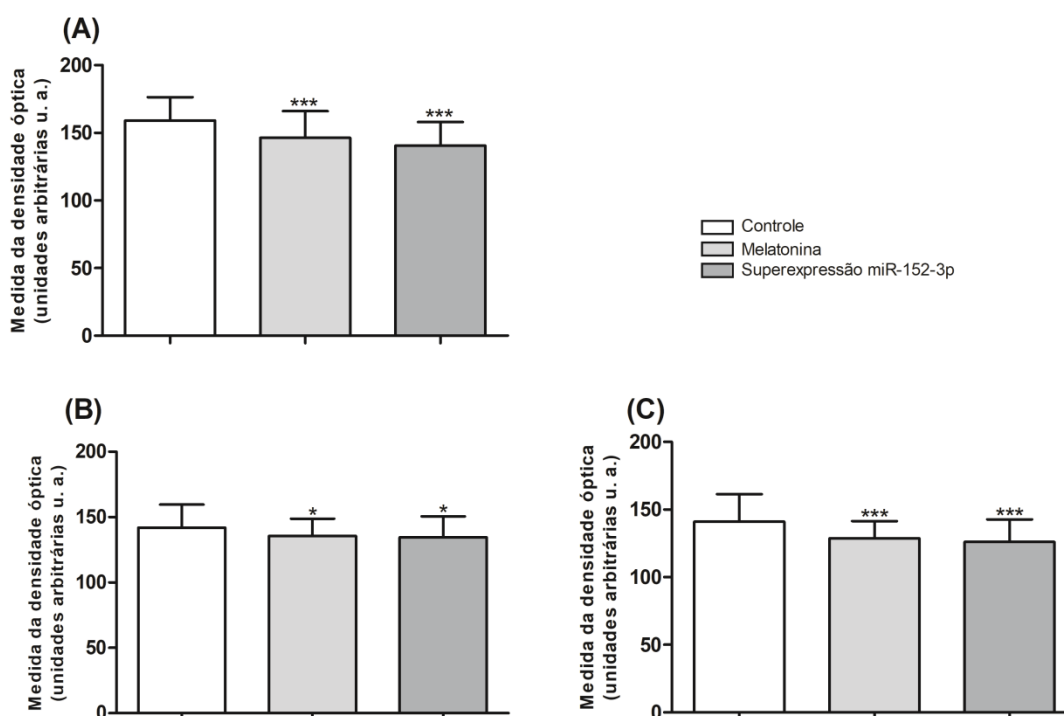 (A)
Medida da densidade óptica
(unidades arbitrárias u. a.)
200
150
100
50
0
***
***
Controle
Melatonina
Superexpressão miR-152-3p
(B)
Medida da densidade óptica
(unidades arbitrárias u. a.)
200
150
100
50
0
*
*
(C)
Medida da densidade óptica
(unidades arbitrárias u. a.)
200
150
100
50
0
***
***